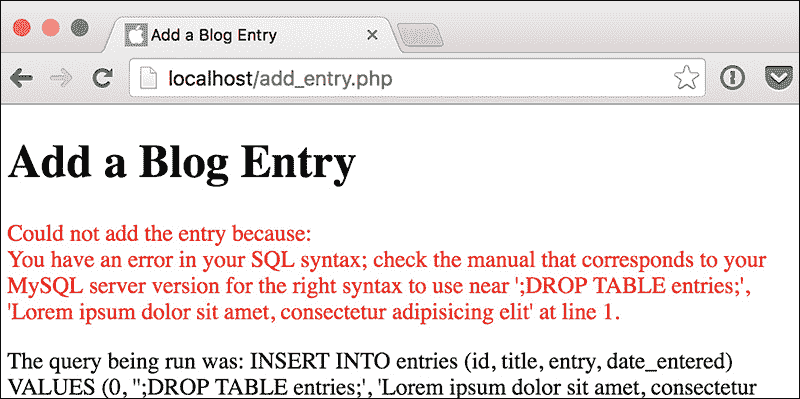 Add a Blog Entry
localhost/add_entry.php
Add a Blog Entry
Could not add the entry because:
You have an error in your SQL syntax; check the manual that corresponds to your
MySQL server version for the right syntax to use near ';DROP TABLE entries;',
'Lorem ipsum dolor sit amet, consectetur adipisicing elit' at line 1.
The query being run was: INSERT INTO entries (id, title, entry, date_entered)
VALUES (0, '';DROP TABLE entries;', 'Lorem ipsum dolor sit amet, consectetur